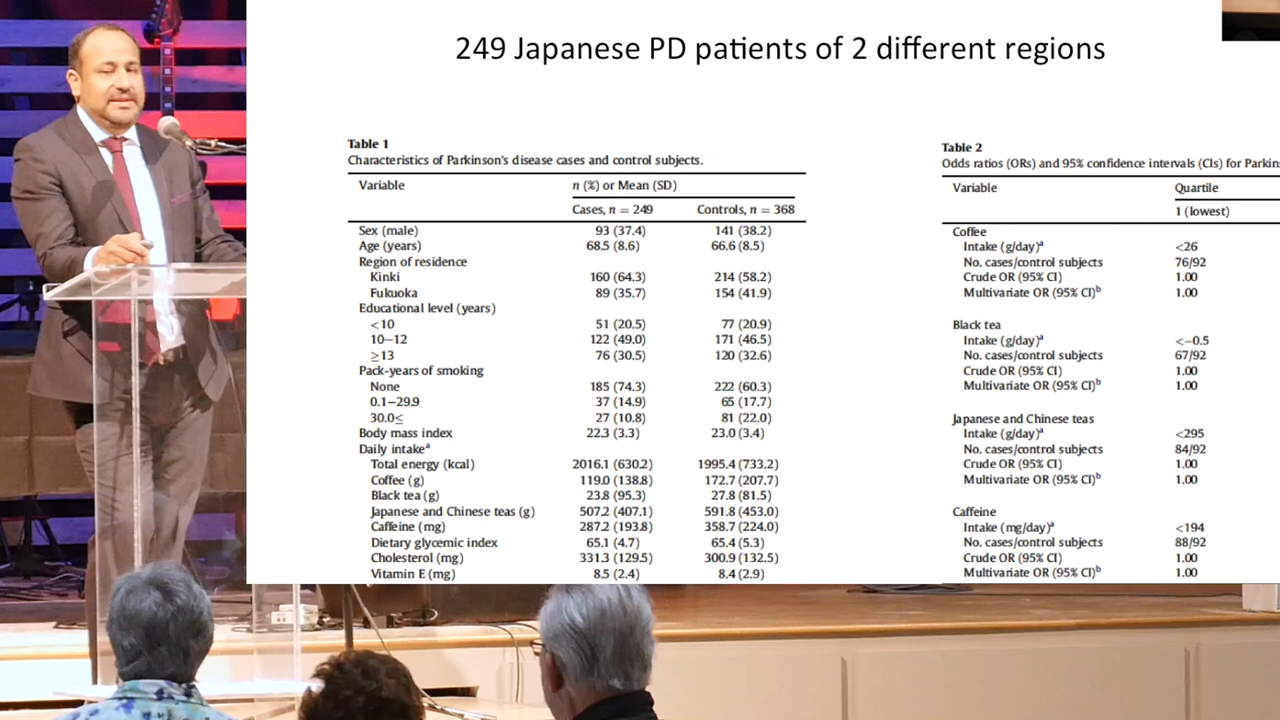 249 Japanese PD patients of 2 different regions
Table 1
Characteristics of Parkinson's disease cases and control subjects.
Variable n (%) or Mean (SD)
Cases, n = 249 Controls, n = 368
Sex (male) 93 (37.4) 141 (38.2)
Age (years) 68.5 (8.6) 66.6 (8.5)
Region of residence
Kinki 160 (64.3) 214 (58.2)
Fukuoka 89 (35.7) 154 (41.9)
Educational level (years)
<10 51 (20.5) 77 (20.9)
10–12 122 (49.0) 171 (46.5)
≥13 76 (30.5) 120 (32.6)
Pack-years of smoking
None 185 (74.3) 222 (60.3)
0.1–29.9 37 (14.9) 65 (17.7)
30.0≤ 27 (10.8) 81 (22.0)
Body mass index 22.3 (3.3) 23.0 (3.4)
Daily intakeᵃ
Total energy (kcal) 2016.1 (630.2) 1995.4 (733.2)
Coffee (g) 119.0 (138.8) 172.7 (207.7)
Black tea (g) 23.8 (95.3) 27.8 (81.5)
Japanese and Chinese teas (g) 507.2 (407.1) 591.8 (453.0)
Caffeine (mg) 287.2 (193.8) 358.7 (224.0)
Dietary glycemic index 65.1 (4.7) 65.4 (5.3)
Cholesterol (mg) 331.3 (129.5) 300.9 (132.5)
Vitamin E (mg) 8.5 (2.4) 8.4 (2.9)
Table 2
Odds ratios (ORs) and 95% confidence intervals (CIs) for Parkins
Variable Quartile
1 (lowest)
Coffee
Intake (g/day)ᵃ <26
No. cases/control subjects 76/92
Crude OR (95% CI) 1.00
Multivariate OR (95% CI)ᵇ 1.00
Black tea
Intake (g/day)ᵃ <−0.5
No. cases/control subjects 67/92
Crude OR (95% CI) 1.00
Multivariate OR (95% CI)ᵇ 1.00
Japanese and Chinese teas
Intake (g/day)ᵃ <295
No. cases/control subjects 84/92
Crude OR (95% CI) 1.00
Multivariate OR (95% CI)ᵇ 1.00
Caffeine
Intake (mg/day)ᵃ <194
No. cases/control subjects 88/92
Crude OR (95% CI) 1.00
Multivariate OR (95% CI)ᵇ 1.00